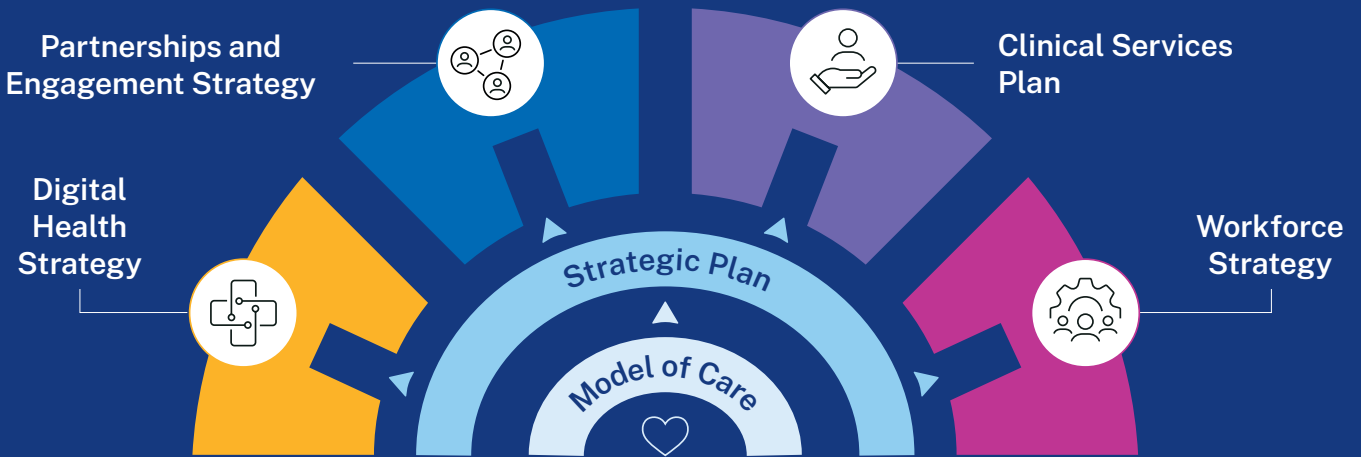 Partnerships and
Engagement Strategy
Clinical Services
Plan
Digital
Health
Strategy
Workforce
Strategy
Strategic Plan
Model of Care